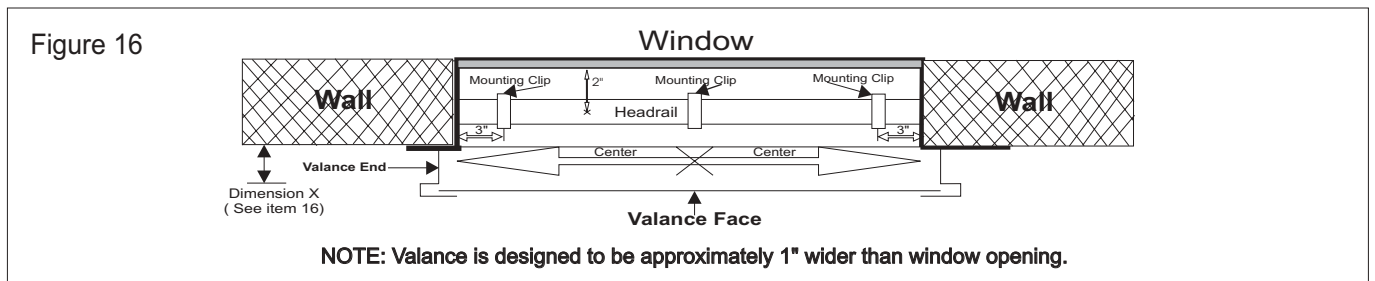 Figure 16
Window
Mounting Clip
2"
Mounting Clip
Mounting Clip
Wall
Headrail
Wall
3"
3"
Center
Center
Valance End
Dimension X
( See item 16)
Valance Face
NOTE: Valance is designed to be approximately 1" wider than window opening.